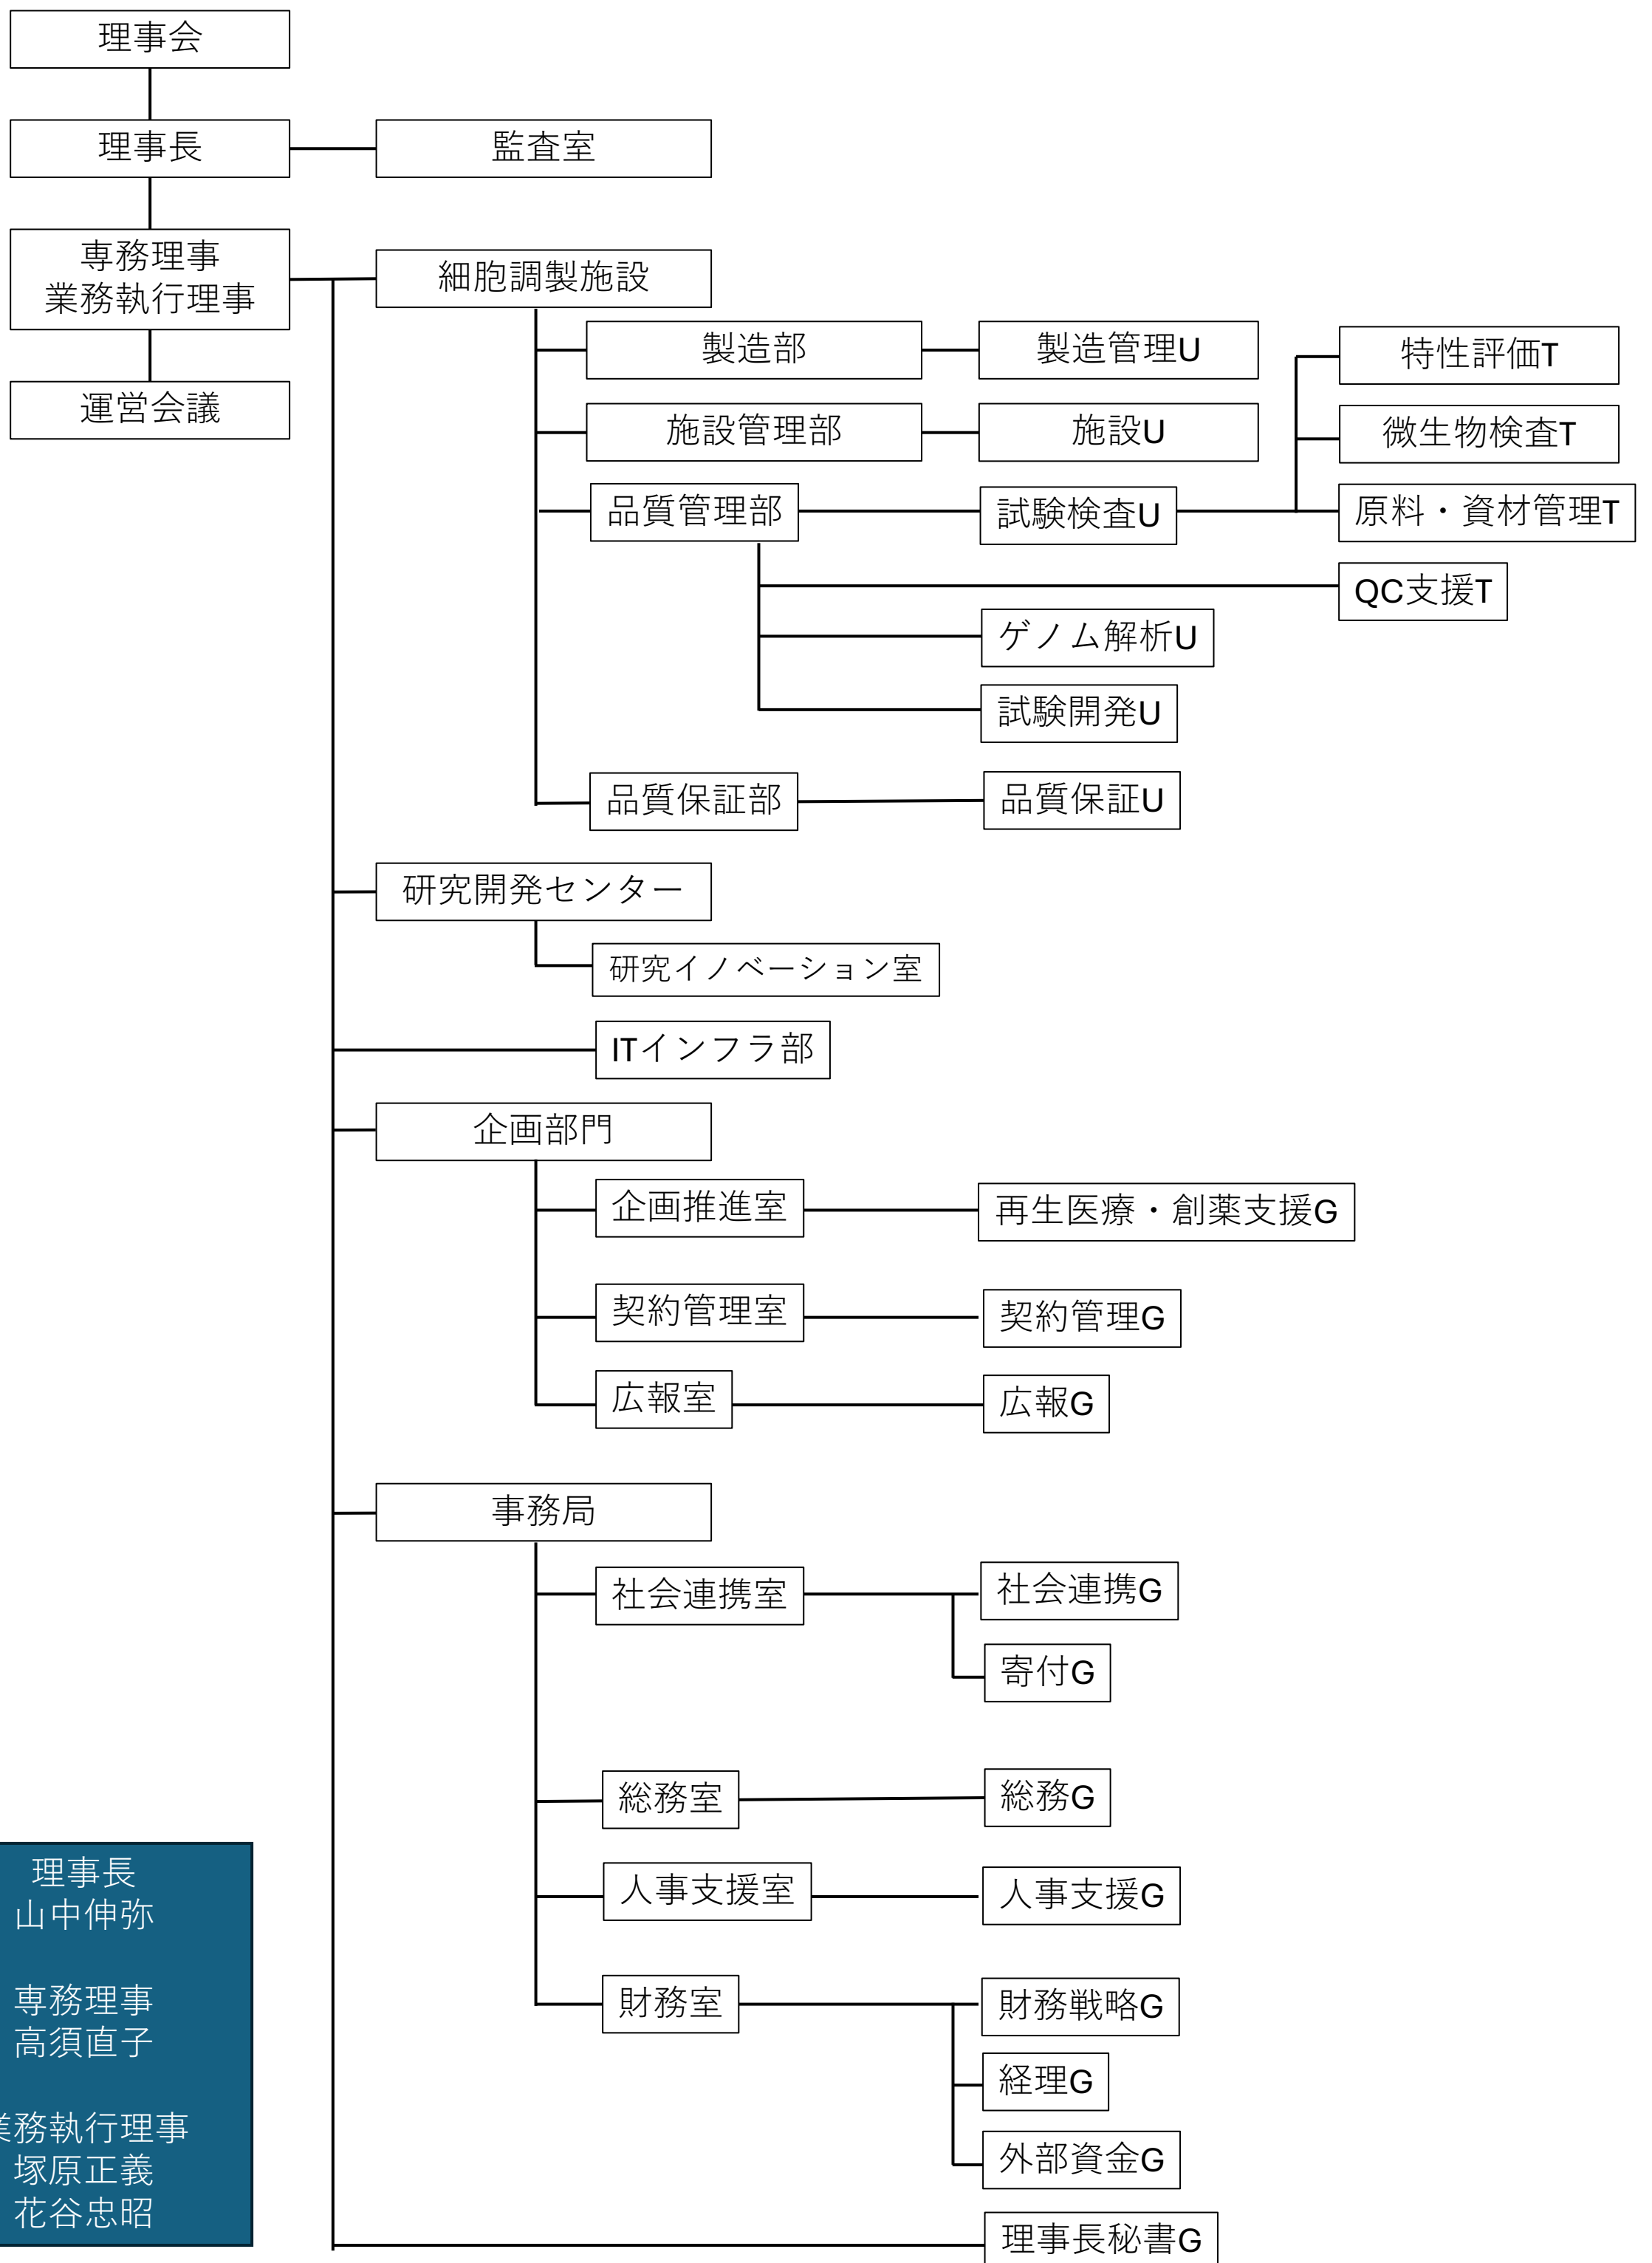 理事会
理事長
監査室
専務理事
業務執行理事
運営会議
細胞調製施設
製造部
製造管理U
特性評価T
施設管理部
施設U
微生物検査T
品質管理部
試験検査U
原料・資材管理T
QC支援T
ゲノム解析U
試験開発U
品質保証部
品質保証U
研究開発センター
研究イノベーション室
ITインフラ部
企画部門
企画推進室
再生医療・創薬支援G
契約管理室
契約管理G
広報室
広報G
事務局
社会連携室
社会連携G
寄付G
総務室
総務G
人事支援室
人事支援G
財務室
財務戦略G
経理G
外部資金G
理事長秘書G
理事長
山中伸弥
専務理事
高須直子
業務執行理事
塚原正義
花谷忠昭